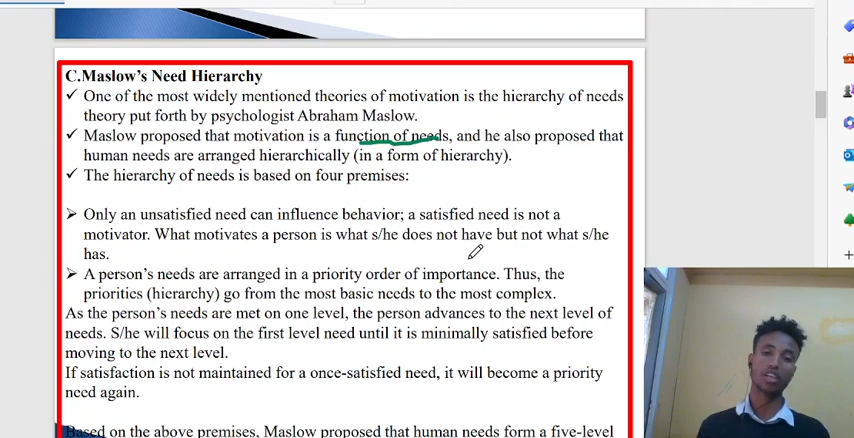 C.Maslow's Need Hierarchy
✓ One of the most widely mentioned theories of motivation is the hierarchy of needs
theory put forth by psychologist Abraham Maslow.
✓ Maslow proposed that motivation is a function of needs, and he also proposed that
human needs are arranged hierarchically (in a form of hierarchy).
✓ The hierarchy of needs is based on four premises:
➢ Only an unsatisfied need can influence behavior; a satisfied need is not a
motivator. What motivates a person is what s/he does not have but not what s/he
has.
➢ A person's needs are arranged in a priority order of importance. Thus, the
priorities (hierarchy) go from the most basic needs to the most complex.
As the person's needs are met on one level, the person advances to the next level of
needs. S/he will focus on the first level need until it is minimally satisfied before
moving to the next level.
If satisfaction is not maintained for a once-satisfied need, it will become a priority
need again.
Based on the above premises, Maslow proposed that human needs form a five-level